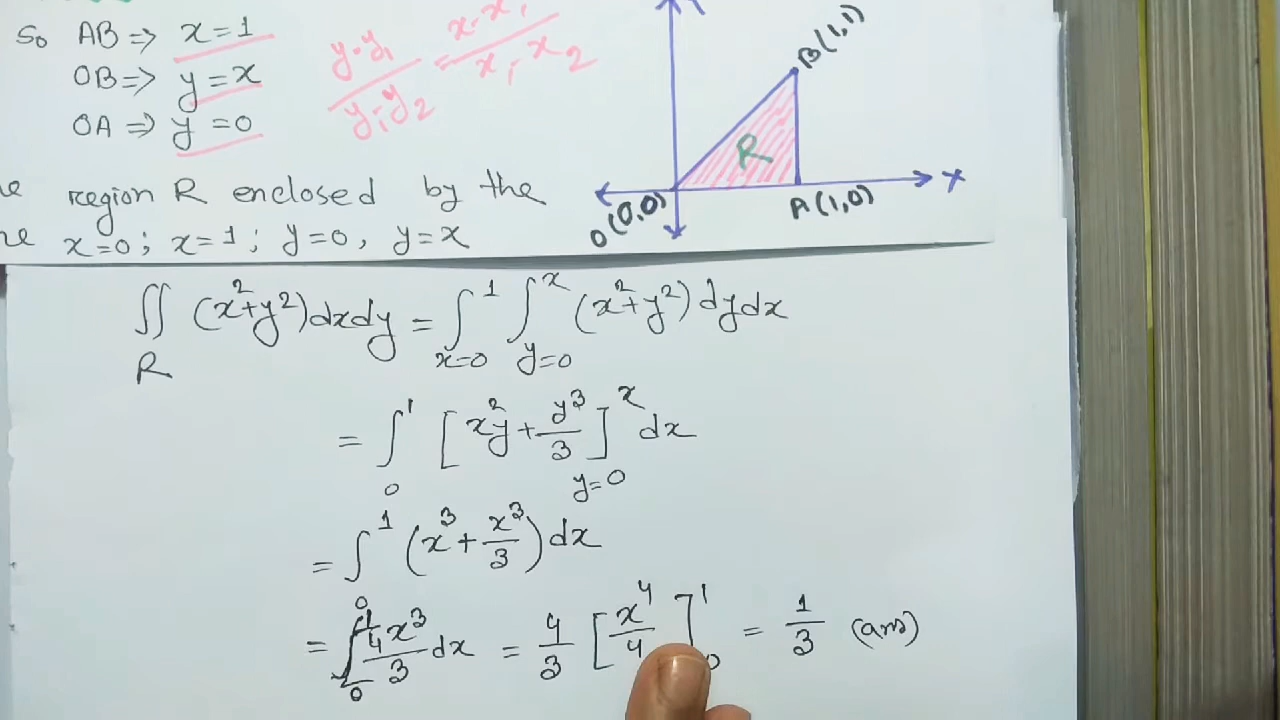 So AB => x=1
OB=> y=x
OA => y=0
y-y₁/y₁-y₂ = x-x₁/x₁-x₂
B(1,1)
R
X
O(0,0)
A(1,0)
region R enclosed by the
x=0; x=1; y=0, y=x
∬_R (x²+y²)dxdy = ∫_{x=0}^{1} ∫_{y=0}^{x} (x²+y²) dydx
= ∫_0^1 [x²y + y³/3]_{y=0}^{x} dx
= ∫_0^1 (x³ + x³/3) dx
= ∫_0^1 4x³/3 dx = 4/3 [x⁴/4]_0^1 = 1/3 (ans)